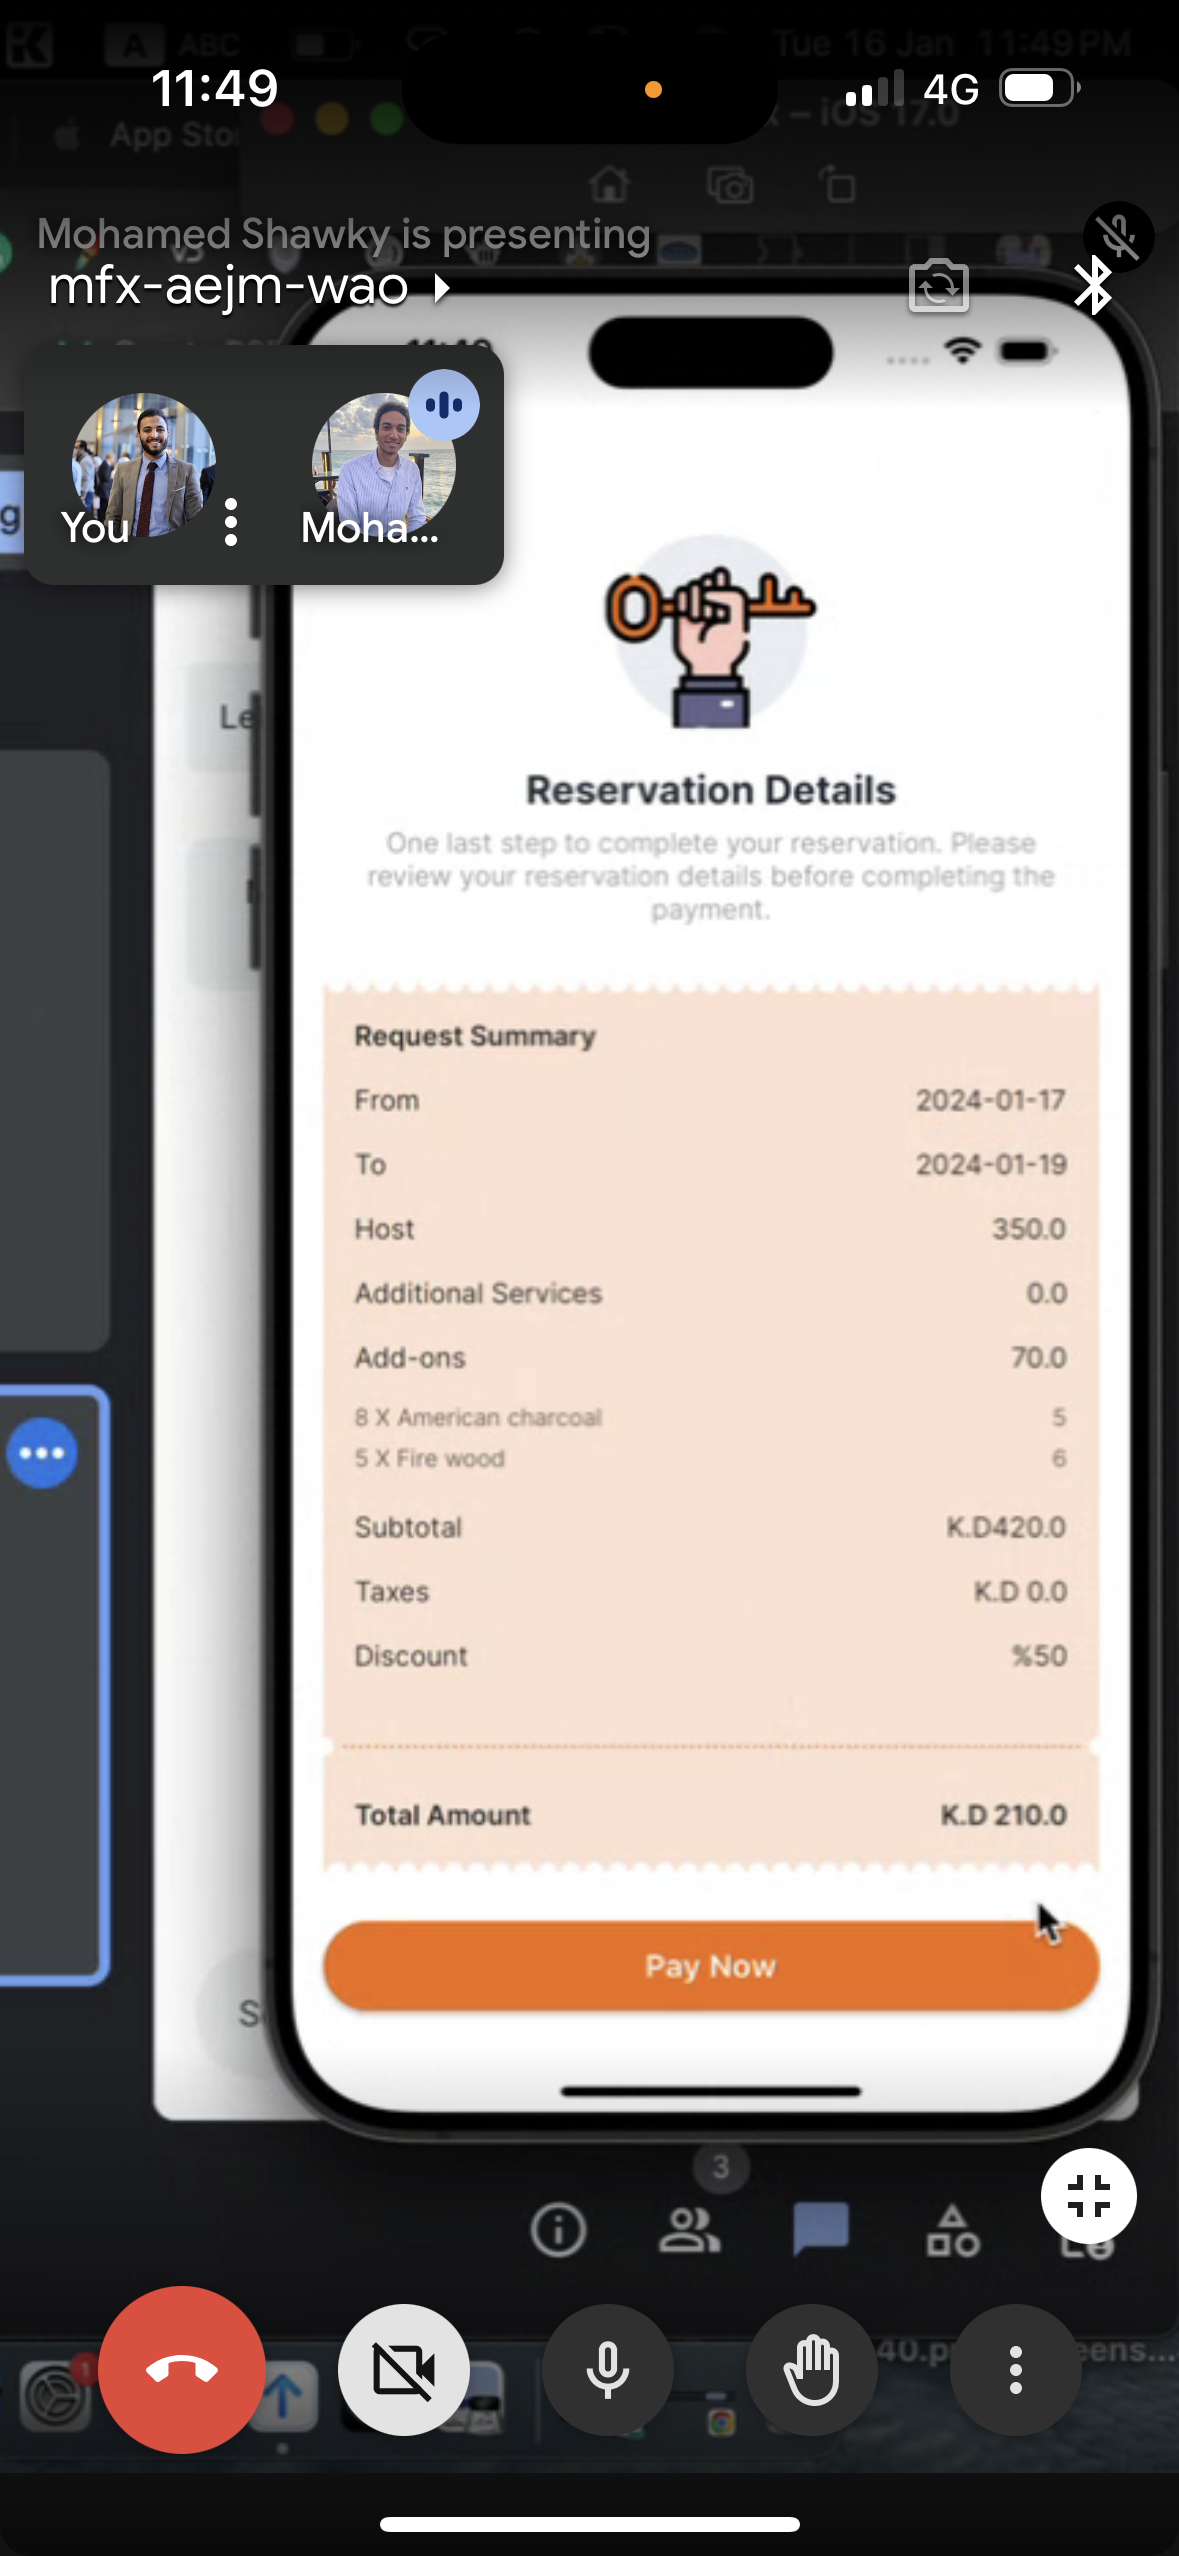 ABC
Tue 16 Jan 11:49PM
11:49
4G
App Sto
– iOS 17.0
Mohamed Shawky is presenting
mfx-aejm-wao
You
Moha...
Le
Reservation Details
One last step to complete your reservation. Please
review your reservation details before completing the
payment.
Request Summary
From 2024-01-17
To 2024-01-19
Host 350.0
Additional Services 0.0
Add-ons 70.0
8 X American charcoal 5
5 X Fire wood 6
Subtotal K.D420.0
Taxes K.D 0.0
Discount %50
Total Amount K.D 210.0
Pay Now
3
1
40.p
eens...